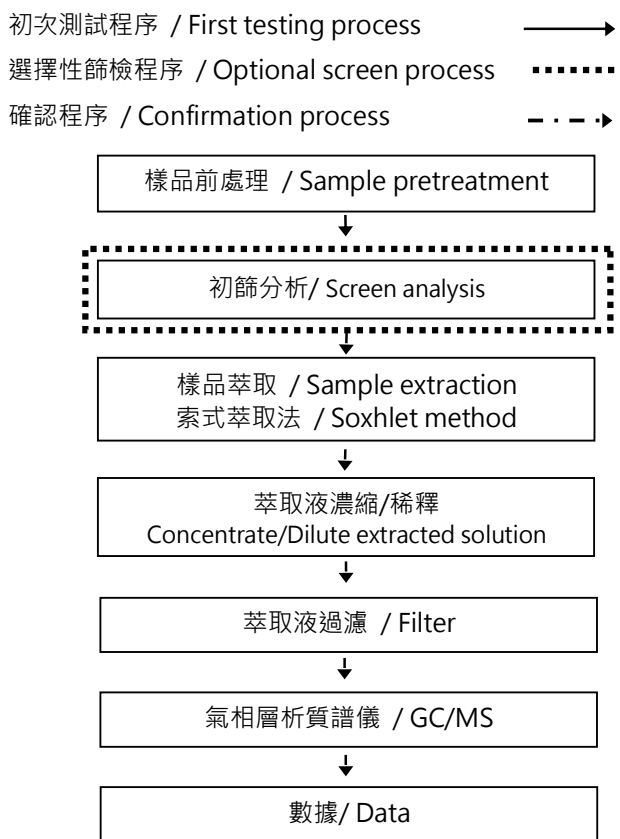 初次測試程序 / First testing process
選擇性篩檢程序 / Optional screen process
確認程序 / Confirmation process
樣品前處理 / Sample pretreatment
初篩分析/ Screen analysis
樣品萃取 / Sample extraction
索式萃取法 / Soxhlet method
萃取液濃縮/稀釋
Concentrate/Dilute extracted solution
萃取液過濾 / Filter
氣相層析質譜儀 / GC/MS
數據/ Data